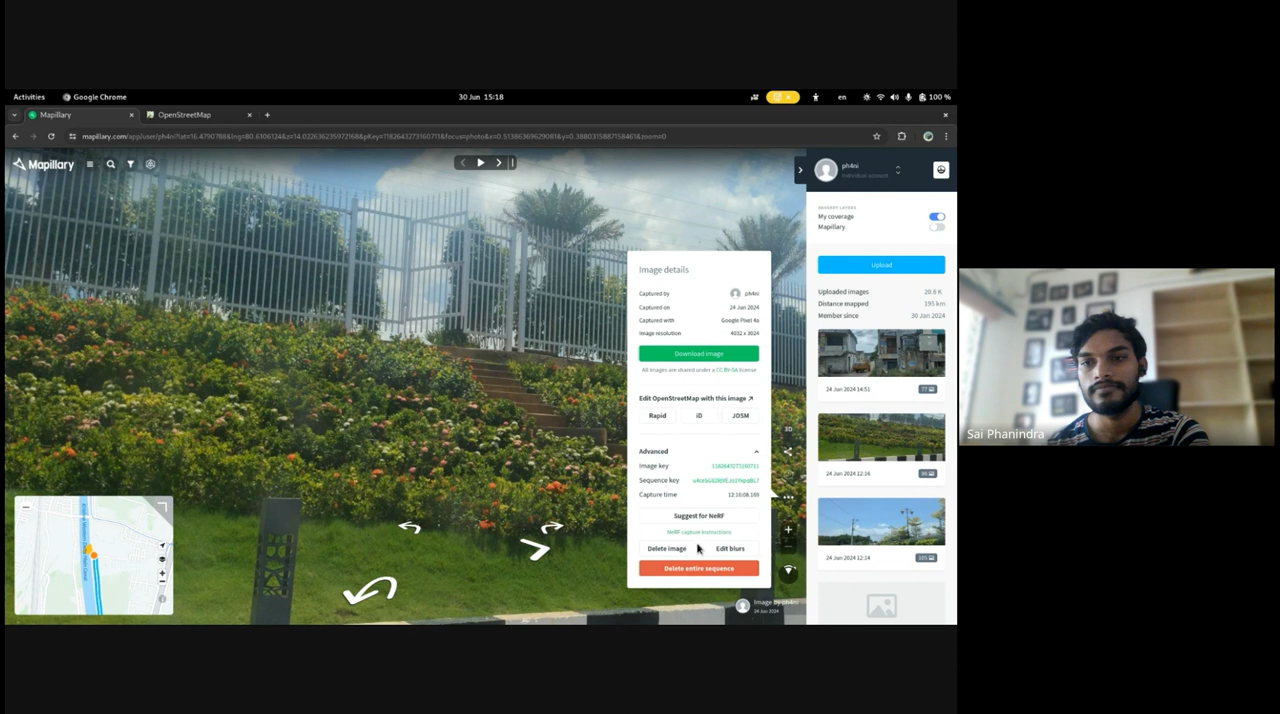 Activities
Google Chrome
30 Jun 15:18
en
100 %
Mapillary
OpenStreetMap
Mapillary
ph4ni
Individual account
My coverage
Mapillary
Upload
Uploaded images 20.6 K
Distance mapped 195 km
Member since 30 Jan 2024
24 Jun 2024 14:51
24 Jun 2024 12:16
24 Jun 2024 12:14
Image details
Captured by ph4ni
Captured on 24 Jun 2024
Captured with Google Pixel 4a
Image resolution 4032 x 3024
Download image
All images are shared under a CC BY-SA license
Edit OpenStreetMap with this image
Rapid iD JOSM
Advanced
Image key
Sequence key
Capture time
Suggest for NeRF
NeRF capture instructions
Delete image Edit blurs
Delete entire sequence
3D
Image by ph4ni
24 Jun 2024
Sai Phanindra